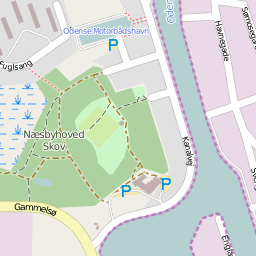 Odense Motorbådshavn
P
Fuglsang
Havnegade
Næsbyhoved
Skov
Kanalvej
P
P
Gammelsø